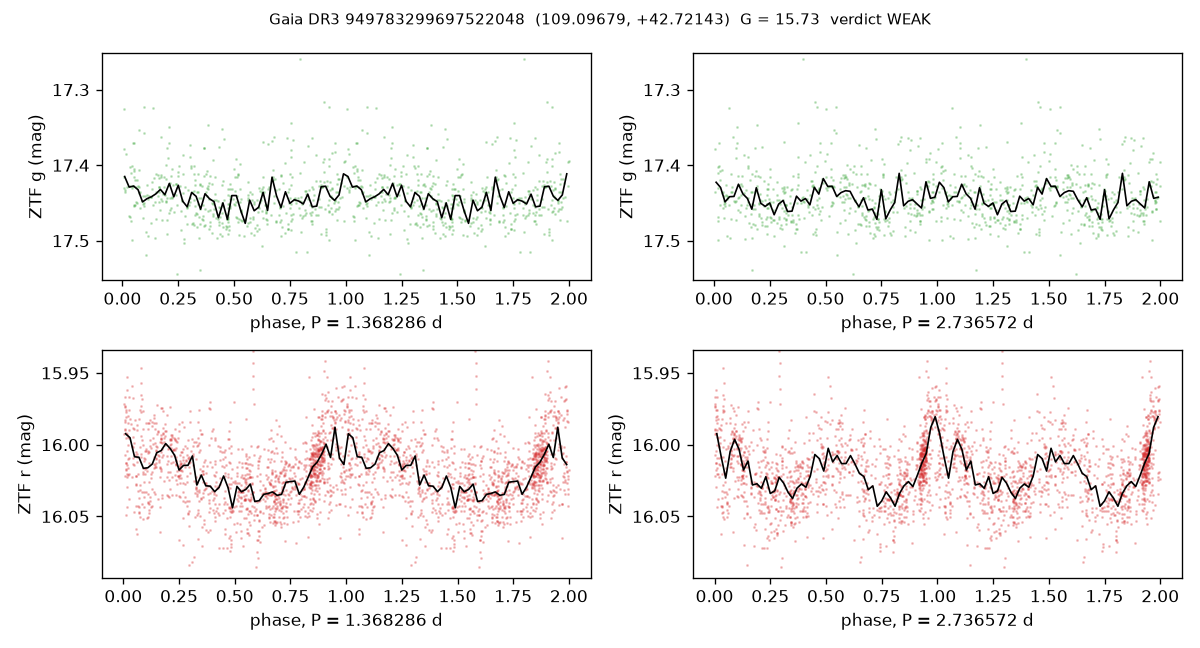 Gaia DR3 949783299697522048  (109.09679, +42.72143)  G = 15.73  verdict WEAK
ZTF g (mag)
17.3
17.4
17.5
0.00 0.25 0.50 0.75 1.00 1.25 1.50 1.75 2.00
phase, P = 1.368286 d
ZTF g (mag)
17.3
17.4
17.5
0.00 0.25 0.50 0.75 1.00 1.25 1.50 1.75 2.00
phase, P = 2.736572 d
ZTF r (mag)
15.95
16.00
16.05
0.00 0.25 0.50 0.75 1.00 1.25 1.50 1.75 2.00
phase, P = 1.368286 d
ZTF r (mag)
15.95
16.00
16.05
0.00 0.25 0.50 0.75 1.00 1.25 1.50 1.75 2.00
phase, P = 2.736572 d